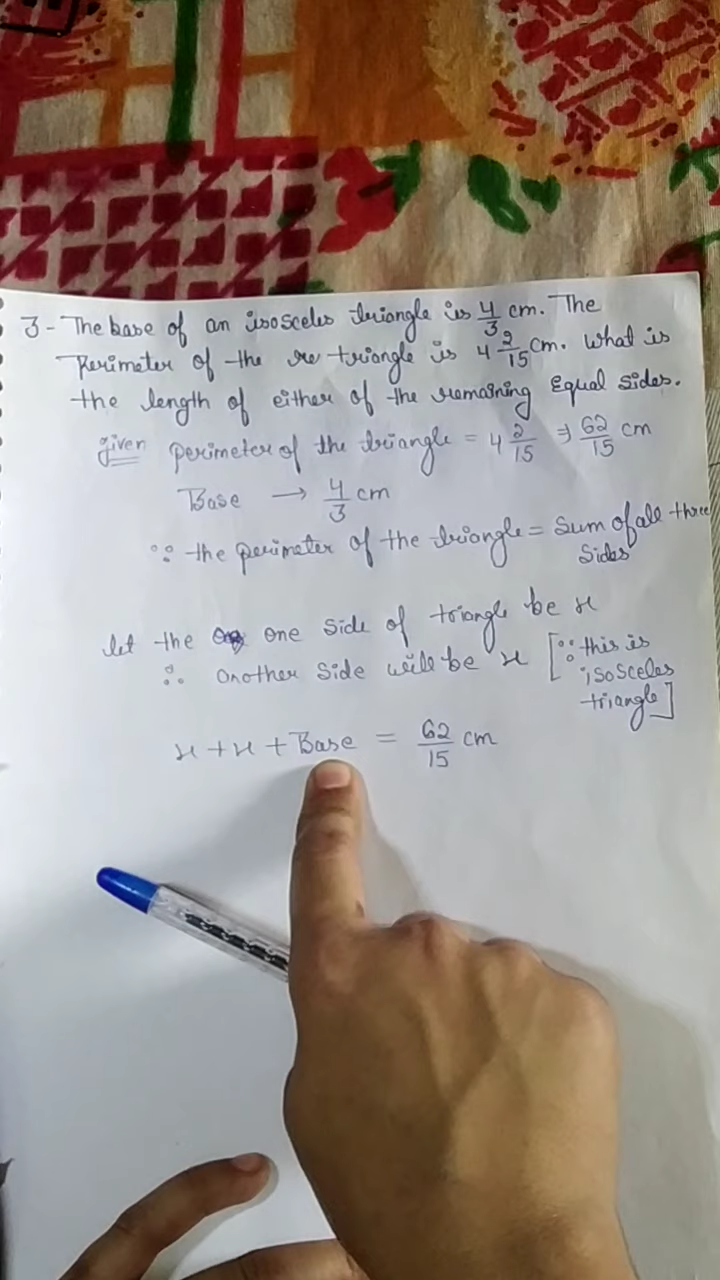 3- The base of an isosceles triangle is 4/3 cm. The
Perimeter of the re triangle is 4 2/15 cm. What is
the length of either of the remaining Equal sides.
given perimeter of the triangle = 4 2/15 ⇒ 62/15 cm
Base → 4/3 cm
∵ the perimeter of the triangle = Sum of all three
Sides
let the one side of triangle be x
∴ another side will be x [∵ this is
isosceles
triangle]
x + x + Base = 62/15 cm